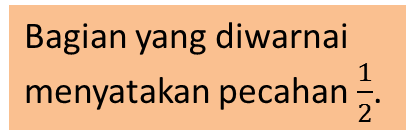 Bagian yang diwarnai
menyatakan pecahan 1/2.